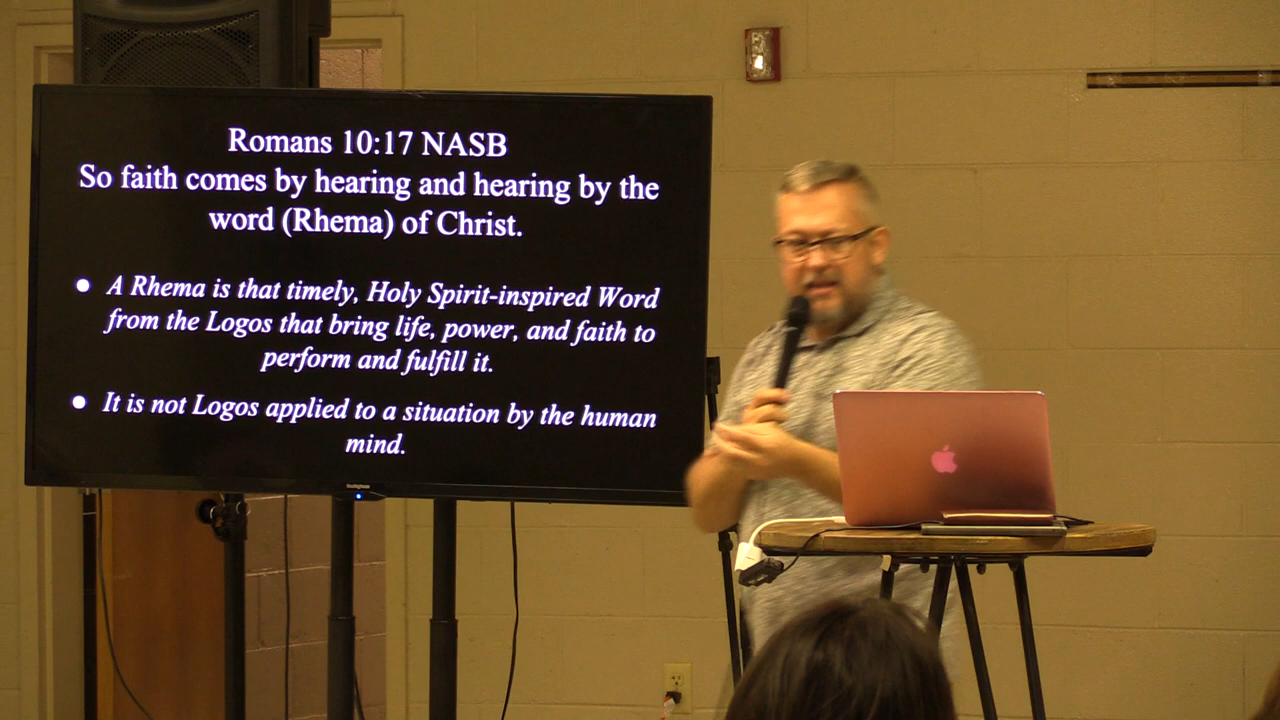 Romans 10:17 NASB
So faith comes by hearing and hearing by the
word (Rhema) of Christ.
• A Rhema is that timely, Holy Spirit-inspired Word
from the Logos that bring life, power, and faith to
perform and fulfill it.
• It is not Logos applied to a situation by the human
mind.